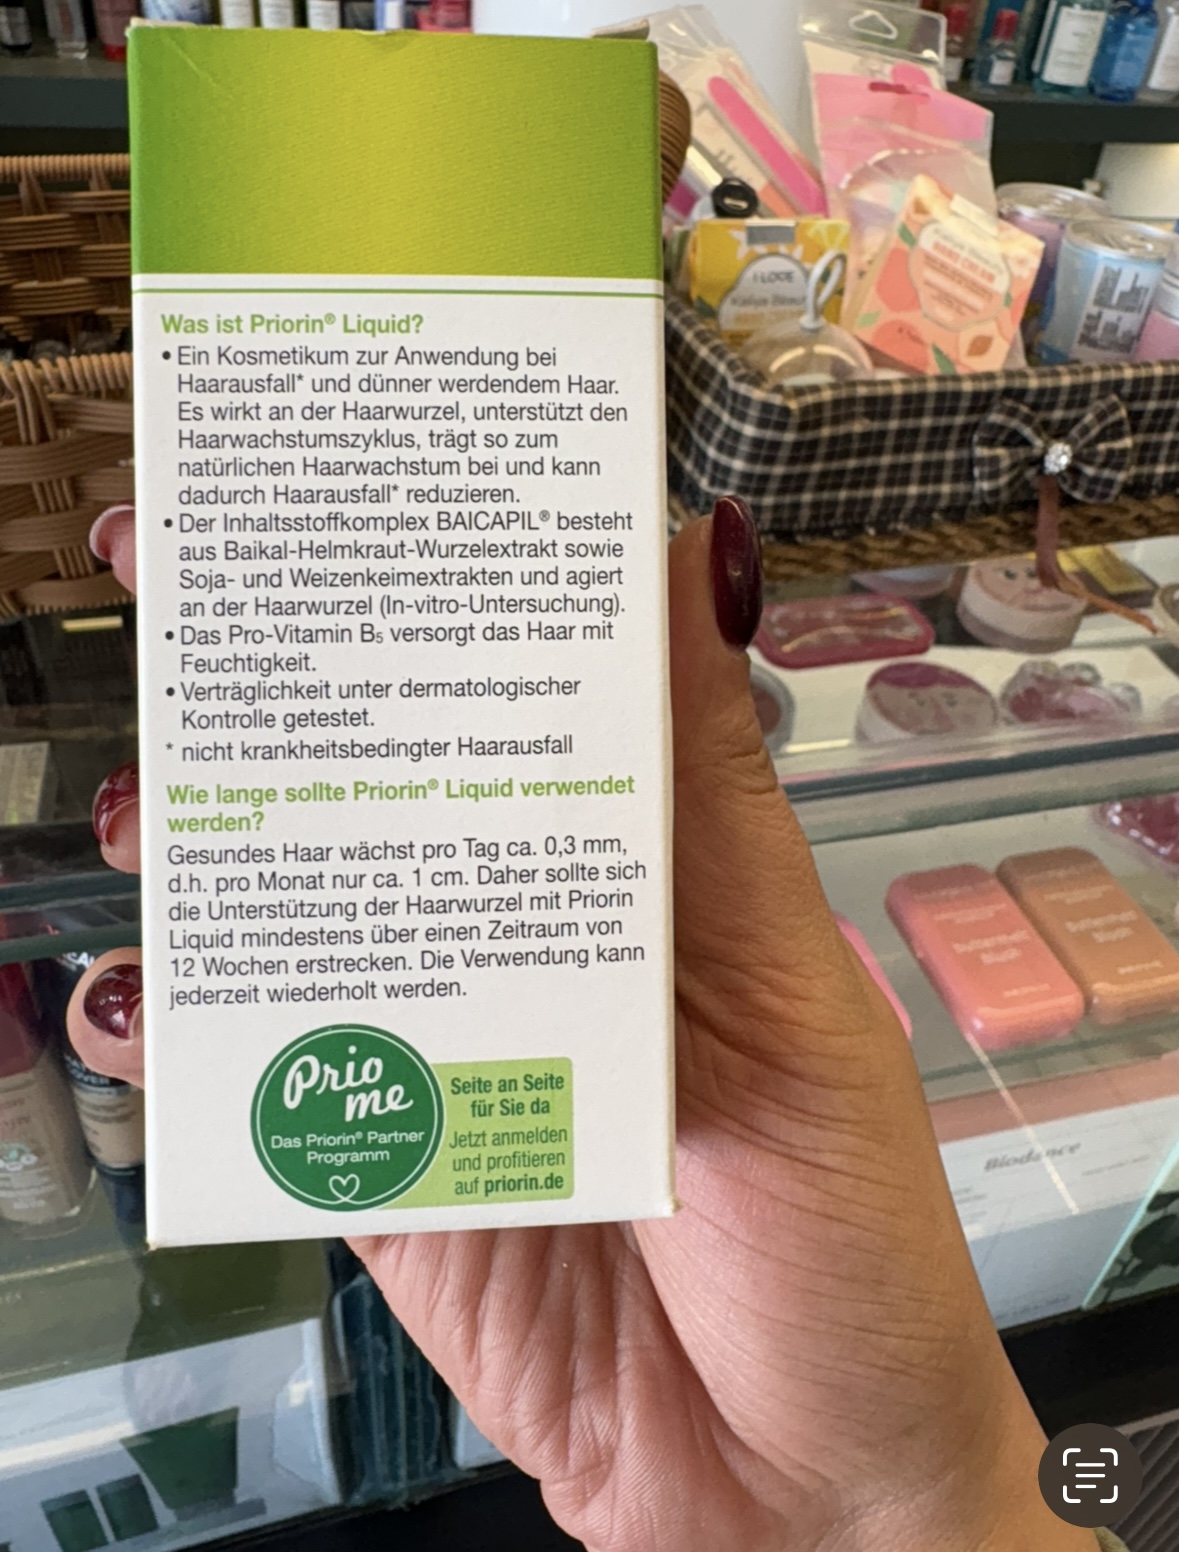 Was ist Priorin® Liquid?
• Ein Kosmetikum zur Anwendung bei
Haarausfall* und dünner werdendem Haar.
Es wirkt an der Haarwurzel, unterstützt den
Haarwachstumszyklus, trägt so zum
natürlichen Haarwachstum bei und kann
dadurch Haarausfall* reduzieren.
• Der Inhaltsstoffkomplex BAICAPIL® besteht
aus Baikal-Helmkraut-Wurzelextrakt sowie
Soja- und Weizenkeimextrakten und agiert
an der Haarwurzel (In-vitro-Untersuchung).
• Das Pro-Vitamin B₅ versorgt das Haar mit
Feuchtigkeit.
• Verträglichkeit unter dermatologischer
Kontrolle getestet.
* nicht krankheitsbedingter Haarausfall
Wie lange sollte Priorin® Liquid verwendet
werden?
Gesundes Haar wächst pro Tag ca. 0,3 mm,
d.h. pro Monat nur ca. 1 cm. Daher sollte sich
die Unterstützung der Haarwurzel mit Priorin
Liquid mindestens über einen Zeitraum von
12 Wochen erstrecken. Die Verwendung kann
jederzeit wiederholt werden.
Prio
me
Das Priorin® Partner
Programm
Seite an Seite
für Sie da
Jetzt anmelden
und profitieren
auf priorin.de
I LOVE
Biodance